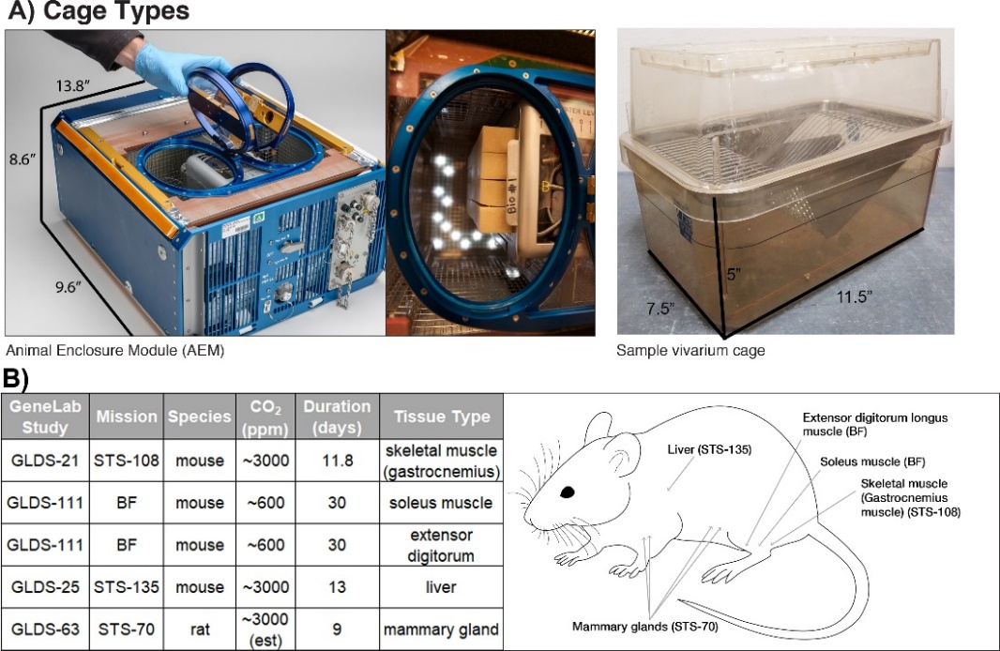 A) Cage Types
13.8”
8.6”
9.6”
WATER LEV
Bio #1
B
5”
7.5”
11.5”
Animal Enclosure Module (AEM)
Sample vivarium cage
B)
GeneLab Study Mission Species CO₂ (ppm) Duration (days) Tissue Type
GLDS-21 STS-108 mouse ~3000 11.8 skeletal muscle (gastrocnemius)
GLDS-111 BF mouse ~600 30 soleus muscle
GLDS-111 BF mouse ~600 30 extensor digitorum
GLDS-25 STS-135 mouse ~3000 13 liver
GLDS-63 STS-70 rat ~3000 (est) 9 mammary gland
Extensor digitorum longus
muscle (BF)
Liver (STS-135)
Soleus muscle (BF)
Skeletal muscle
(Gastrocnemius
muscle) (STS-108)
Mammary glands (STS-70)